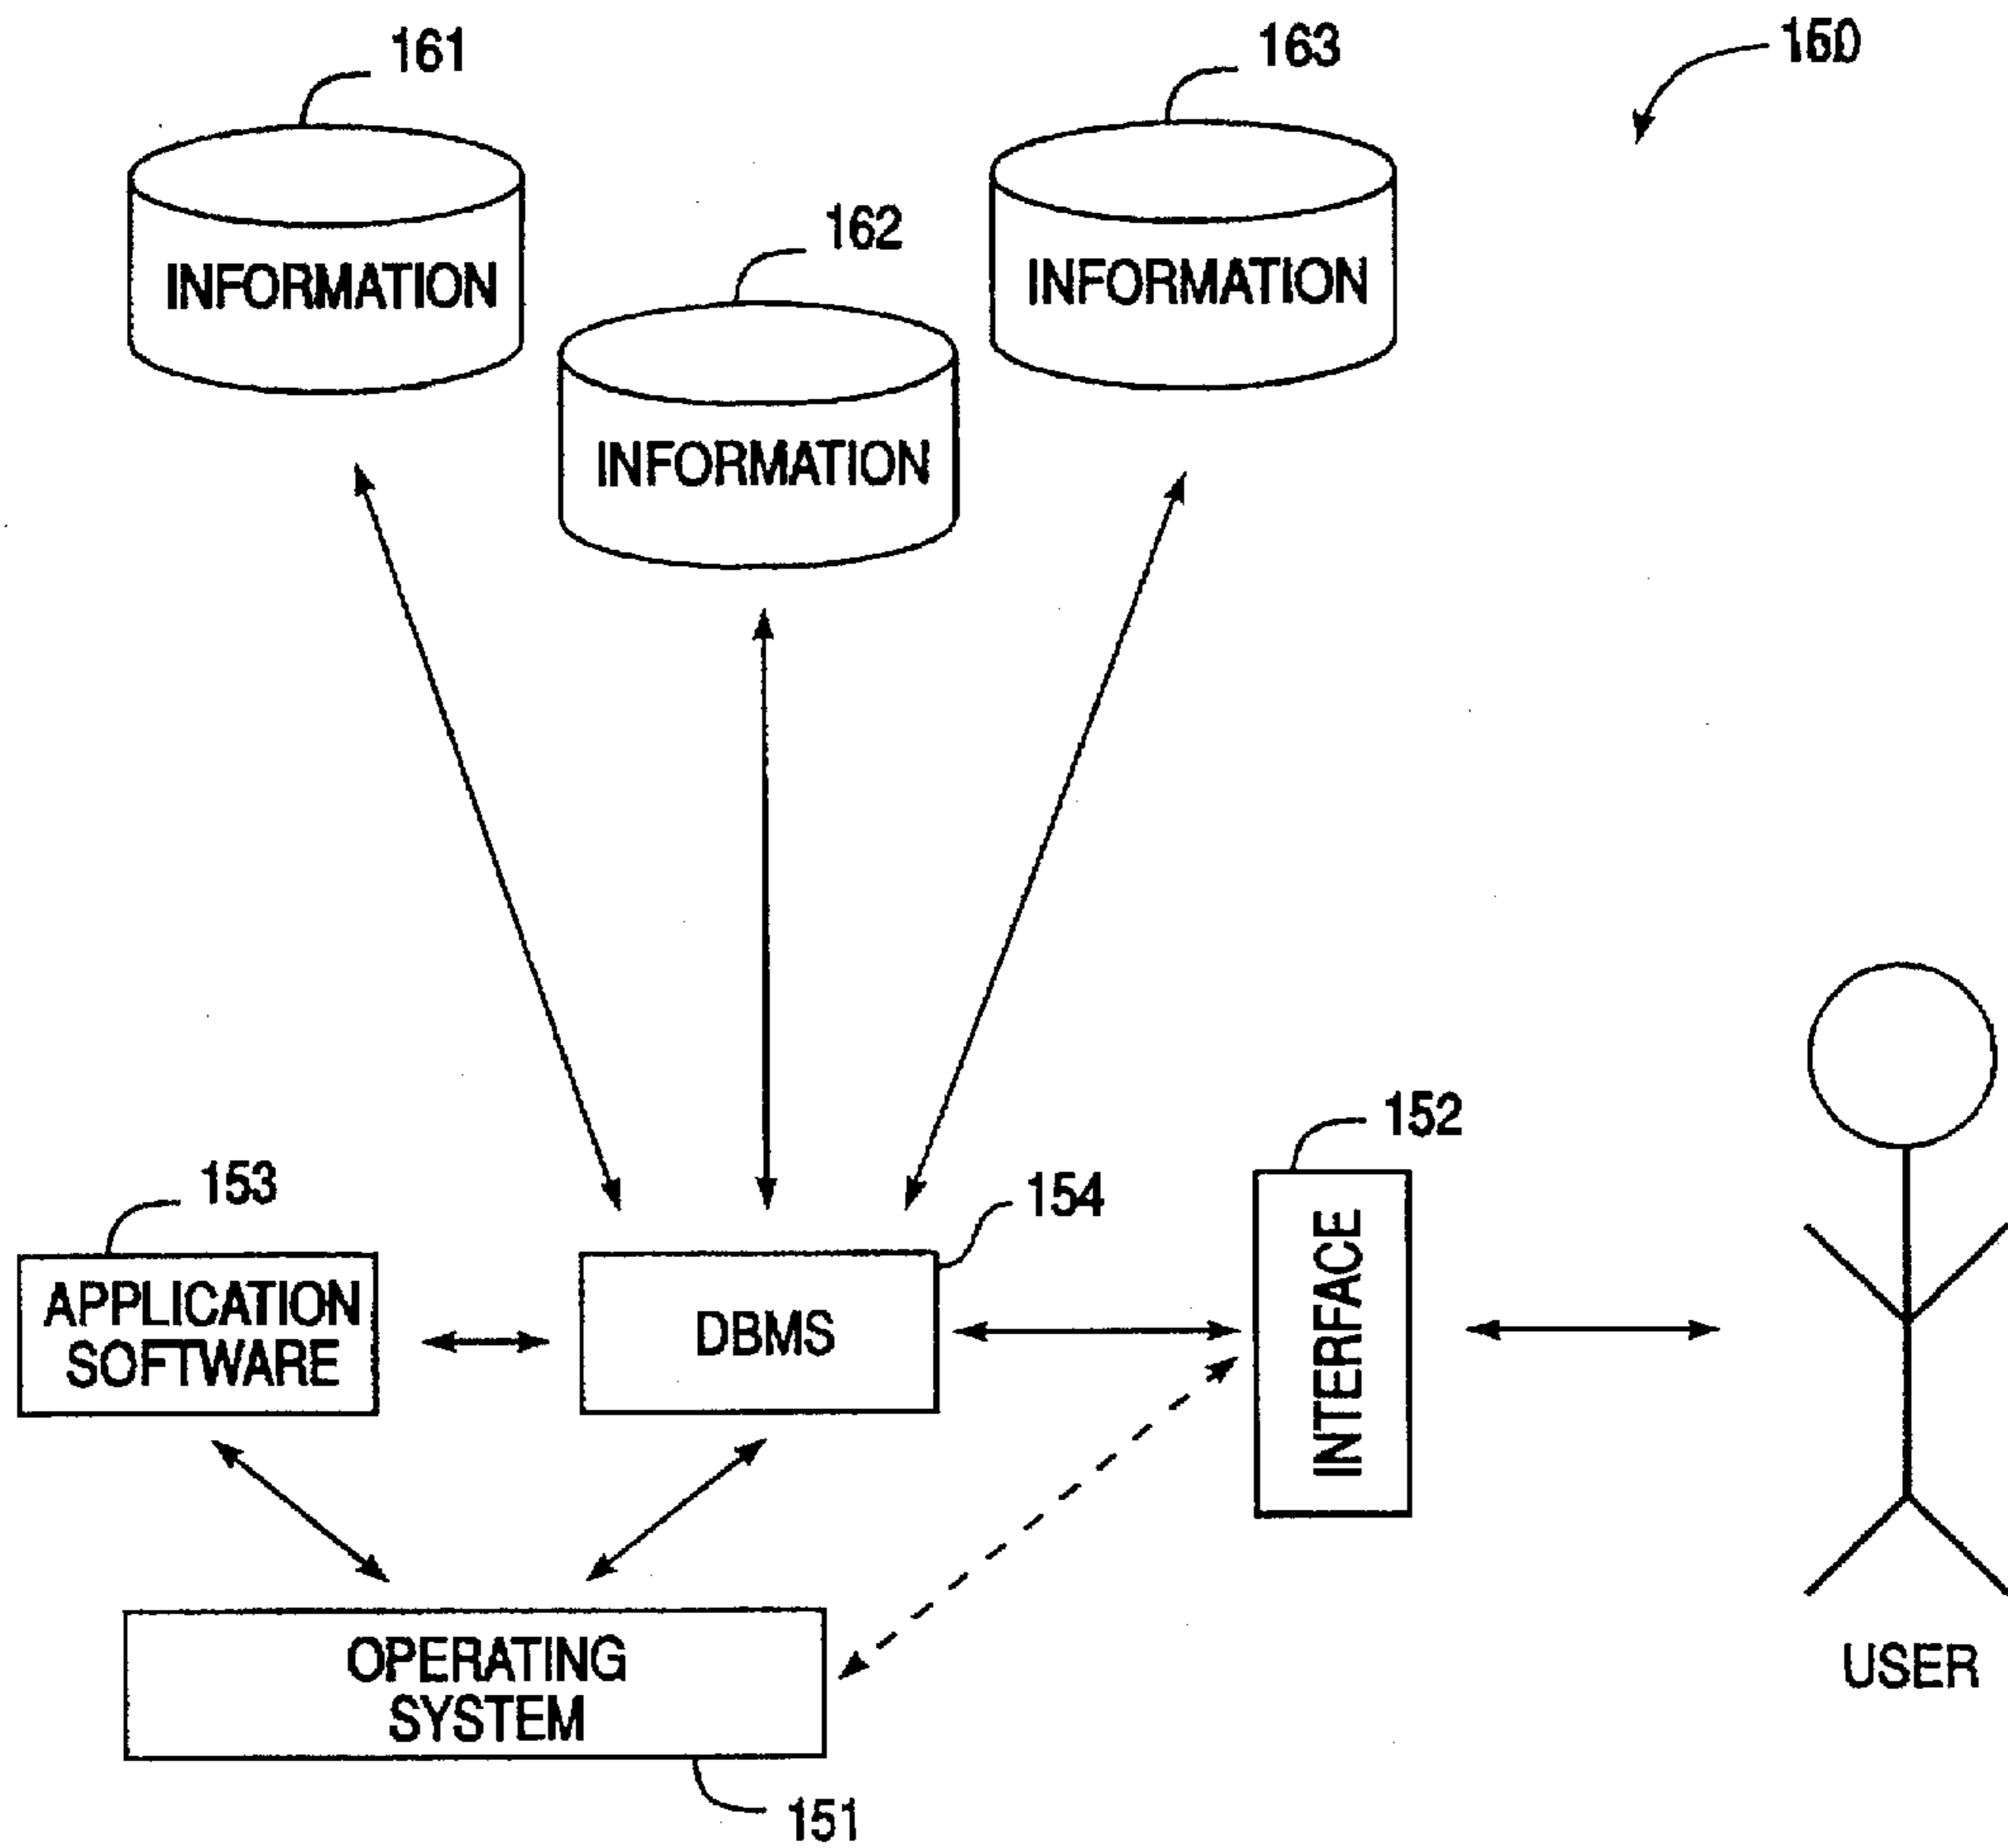 161
163
150
162
INFORMATION
INFORMATION
INFORMATION
152
153
154
APPLICATION
SOFTWARE
DBMS
INTERFACE
OPERATING
SYSTEM
USER
151